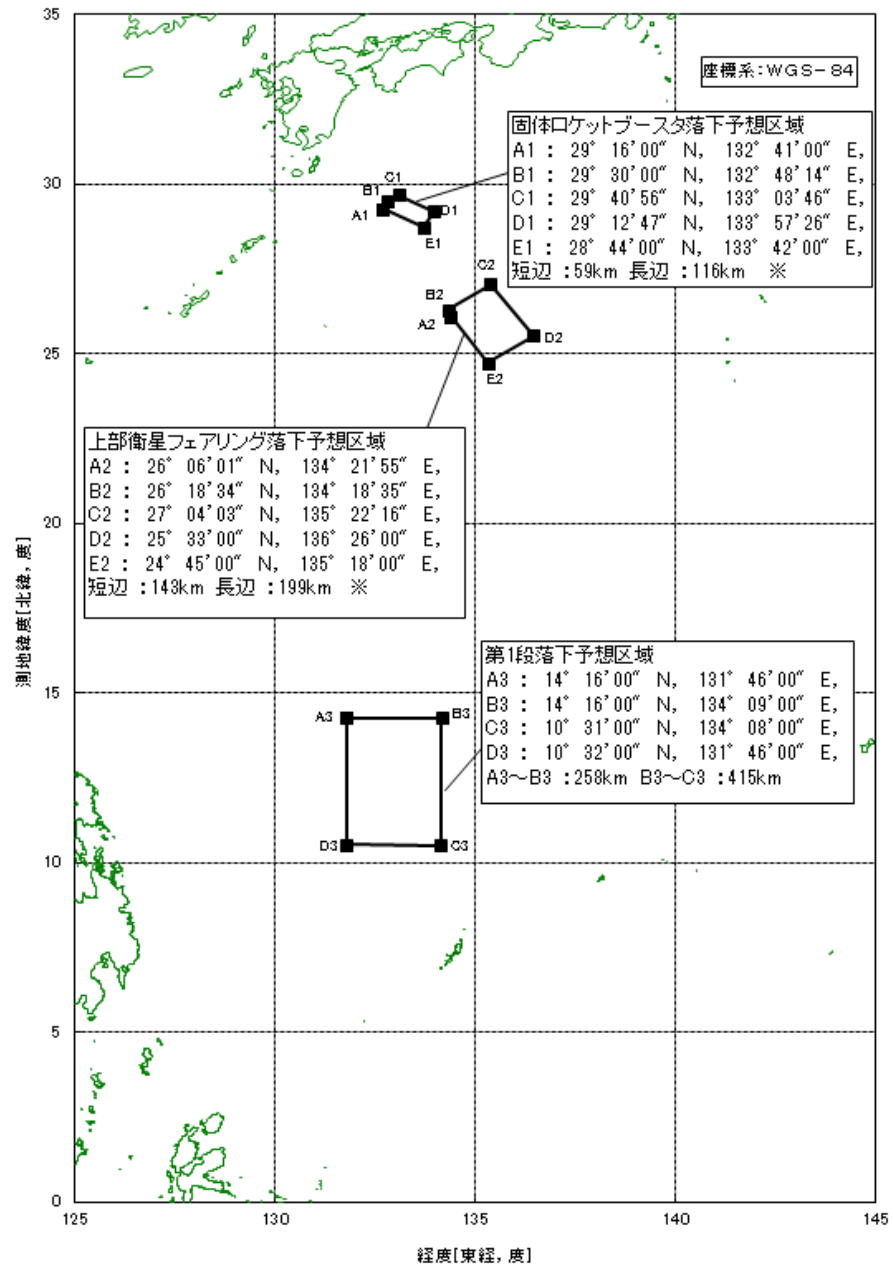 35
座標系:WGS-84
固体ロケットブースタ落下予想区域
A1 : 29° 16'00" N, 132° 41'00" E,
B1 : 29° 30'00" N, 132° 48'14" E,
C1 : 29° 40'56" N, 133° 03'46" E,
D1 : 29° 12'47" N, 133° 57'26" E,
E1 : 28° 44'00" N, 133° 42'00" E,
短辺 :59km 長辺 :116km ※
30
C1
B1
A1
D1
E1
C2
B2
A2
D2
E2
25
上部衛星フェアリング落下予想区域
A2 : 26° 06'01" N, 134° 21'55" E,
B2 : 26° 18'34" N, 134° 18'35" E,
C2 : 27° 04'03" N, 135° 22'16" E,
D2 : 25° 33'00" N, 136° 26'00" E,
E2 : 24° 45'00" N, 135° 18'00" E,
短辺 :143km 長辺 :199km ※
20
測地緯度[北緯, 度]
第1段落下予想区域
A3 : 14° 16'00" N, 131° 46'00" E,
B3 : 14° 16'00" N, 134° 09'00" E,
C3 : 10° 31'00" N, 134° 08'00" E,
D3 : 10° 32'00" N, 131° 46'00" E,
A3～B3 :258km B3～C3 :415km
15
A3
B3
D3
C3
10
5
0
125
130
135
140
145
経度[東経, 度]